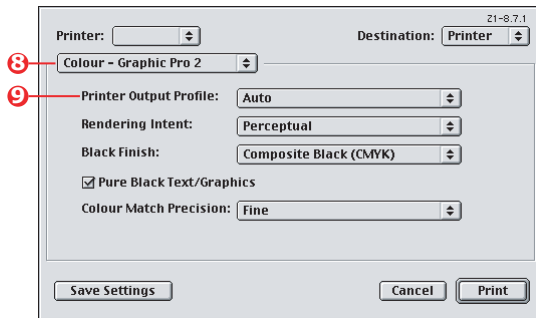 Z1-8.7.1
Printer: Destination: Printer
8 Colour - Graphic Pro 2
9 Printer Output Profile: Auto
Rendering Intent: Perceptual
Black Finish: Composite Black (CMYK)
Pure Black Text/Graphics
Colour Match Precision: Fine
Save Settings Cancel Print